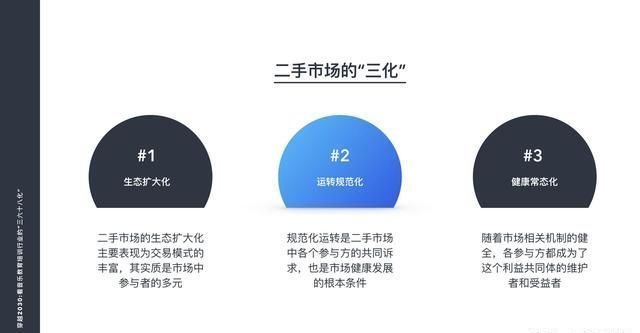 二手市场的“三化”
#1
生态扩大化
二手市场的生态扩大化
主要表现为交易模式的
丰富，其实质是市场中
参与者的多元
#2
运转规范化
规范化运转是二手市场
中各个参与方的共同诉
求，也是市场健康发展
的根本条件
#3
健康常态化
随着市场相关机制的健
全，各参与方都成为了
这个利益共同体的维护
者和受益者
穿越2030:看音乐教育培训行业的“三六十八化”